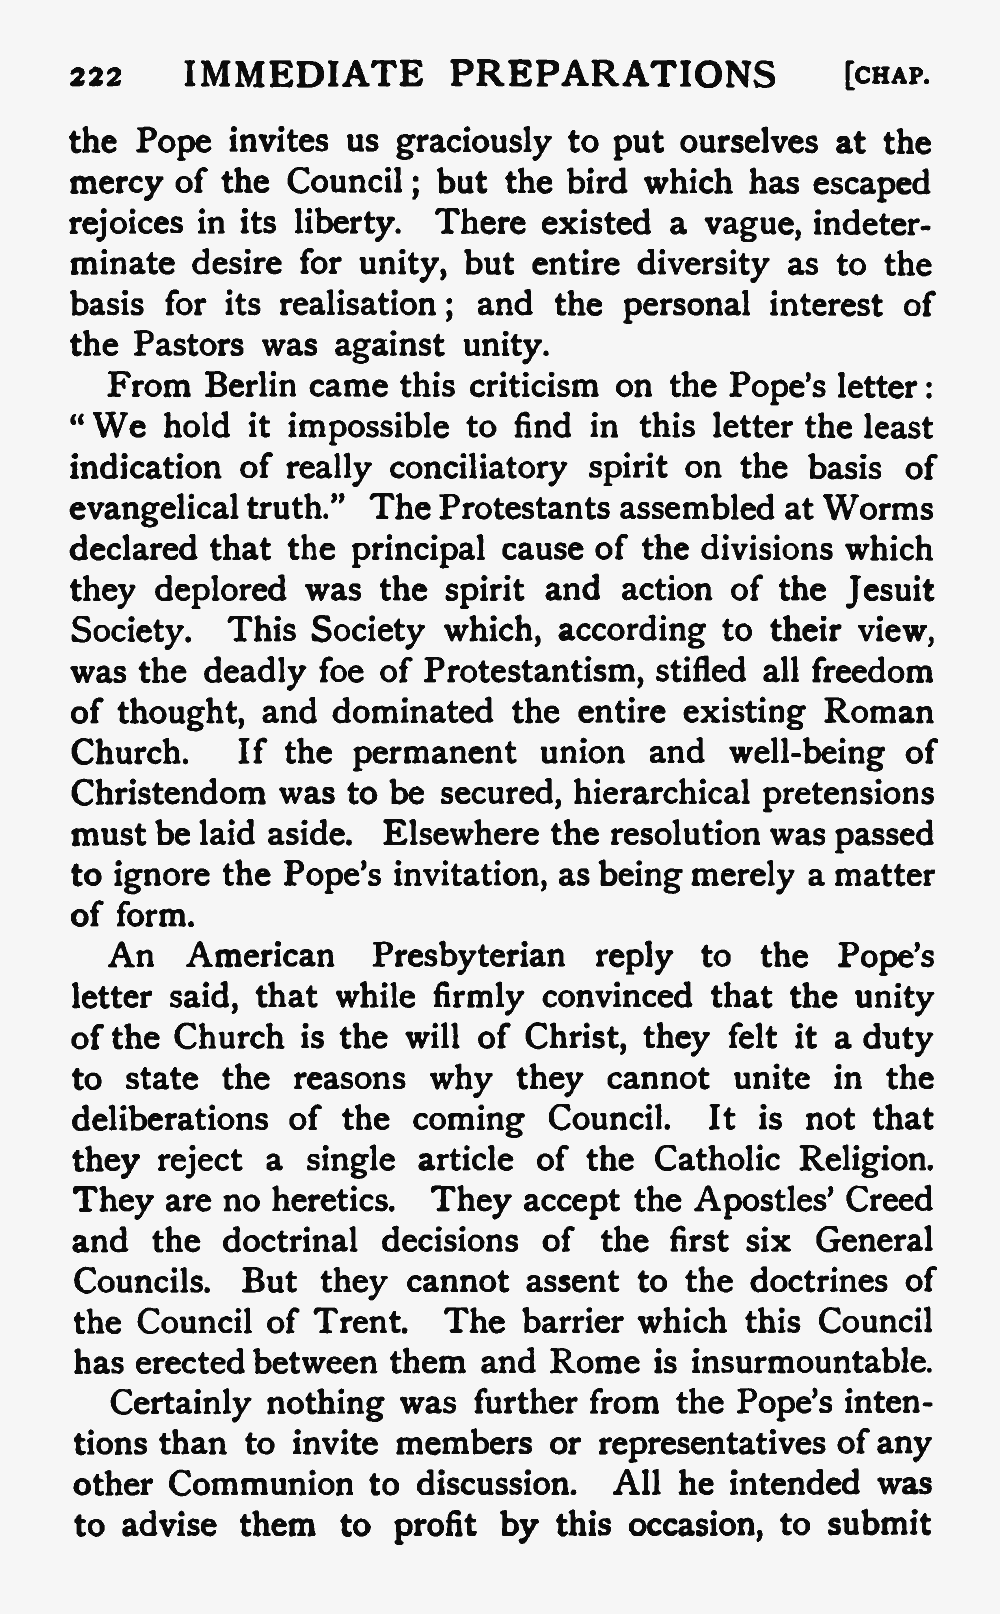 222 IMMEDIATE PREPARATIONS [CHAP.
the Pope invites us graciously to put ourselves at the
mercy of the Council; but the bird which has escaped
rejoices in its liberty. There existed a vague, indeter-
minate desire for unity, but entire diversity as to the
basis for its realisation; and the personal interest of
the Pastors was against unity.
From Berlin came this criticism on the Pope's letter:
"We hold it impossible to find in this letter the least
indication of really conciliatory spirit on the basis of
evangelical truth." The Protestants assembled at Worms
declared that the principal cause of the divisions which
they deplored was the spirit and action of the Jesuit
Society. This Society which, according to their view,
was the deadly foe of Protestantism, stifled all freedom
of thought, and dominated the entire existing Roman
Church. If the permanent union and well-being of
Christendom was to be secured, hierarchical pretensions
must be laid aside. Elsewhere the resolution was passed
to ignore the Pope's invitation, as being merely a matter
of form.
An American Presbyterian reply to the Pope's
letter said, that while firmly convinced that the unity
of the Church is the will of Christ, they felt it a duty
to state the reasons why they cannot unite in the
deliberations of the coming Council. It is not that
they reject a single article of the Catholic Religion.
They are no heretics. They accept the Apostles' Creed
and the doctrinal decisions of the first six General
Councils. But they cannot assent to the doctrines of
the Council of Trent. The barrier which this Council
has erected between them and Rome is insurmountable.
Certainly nothing was further from the Pope's inten-
tions than to invite members or representatives of any
other Communion to discussion. All he intended was
to advise them to profit by this occasion, to submit